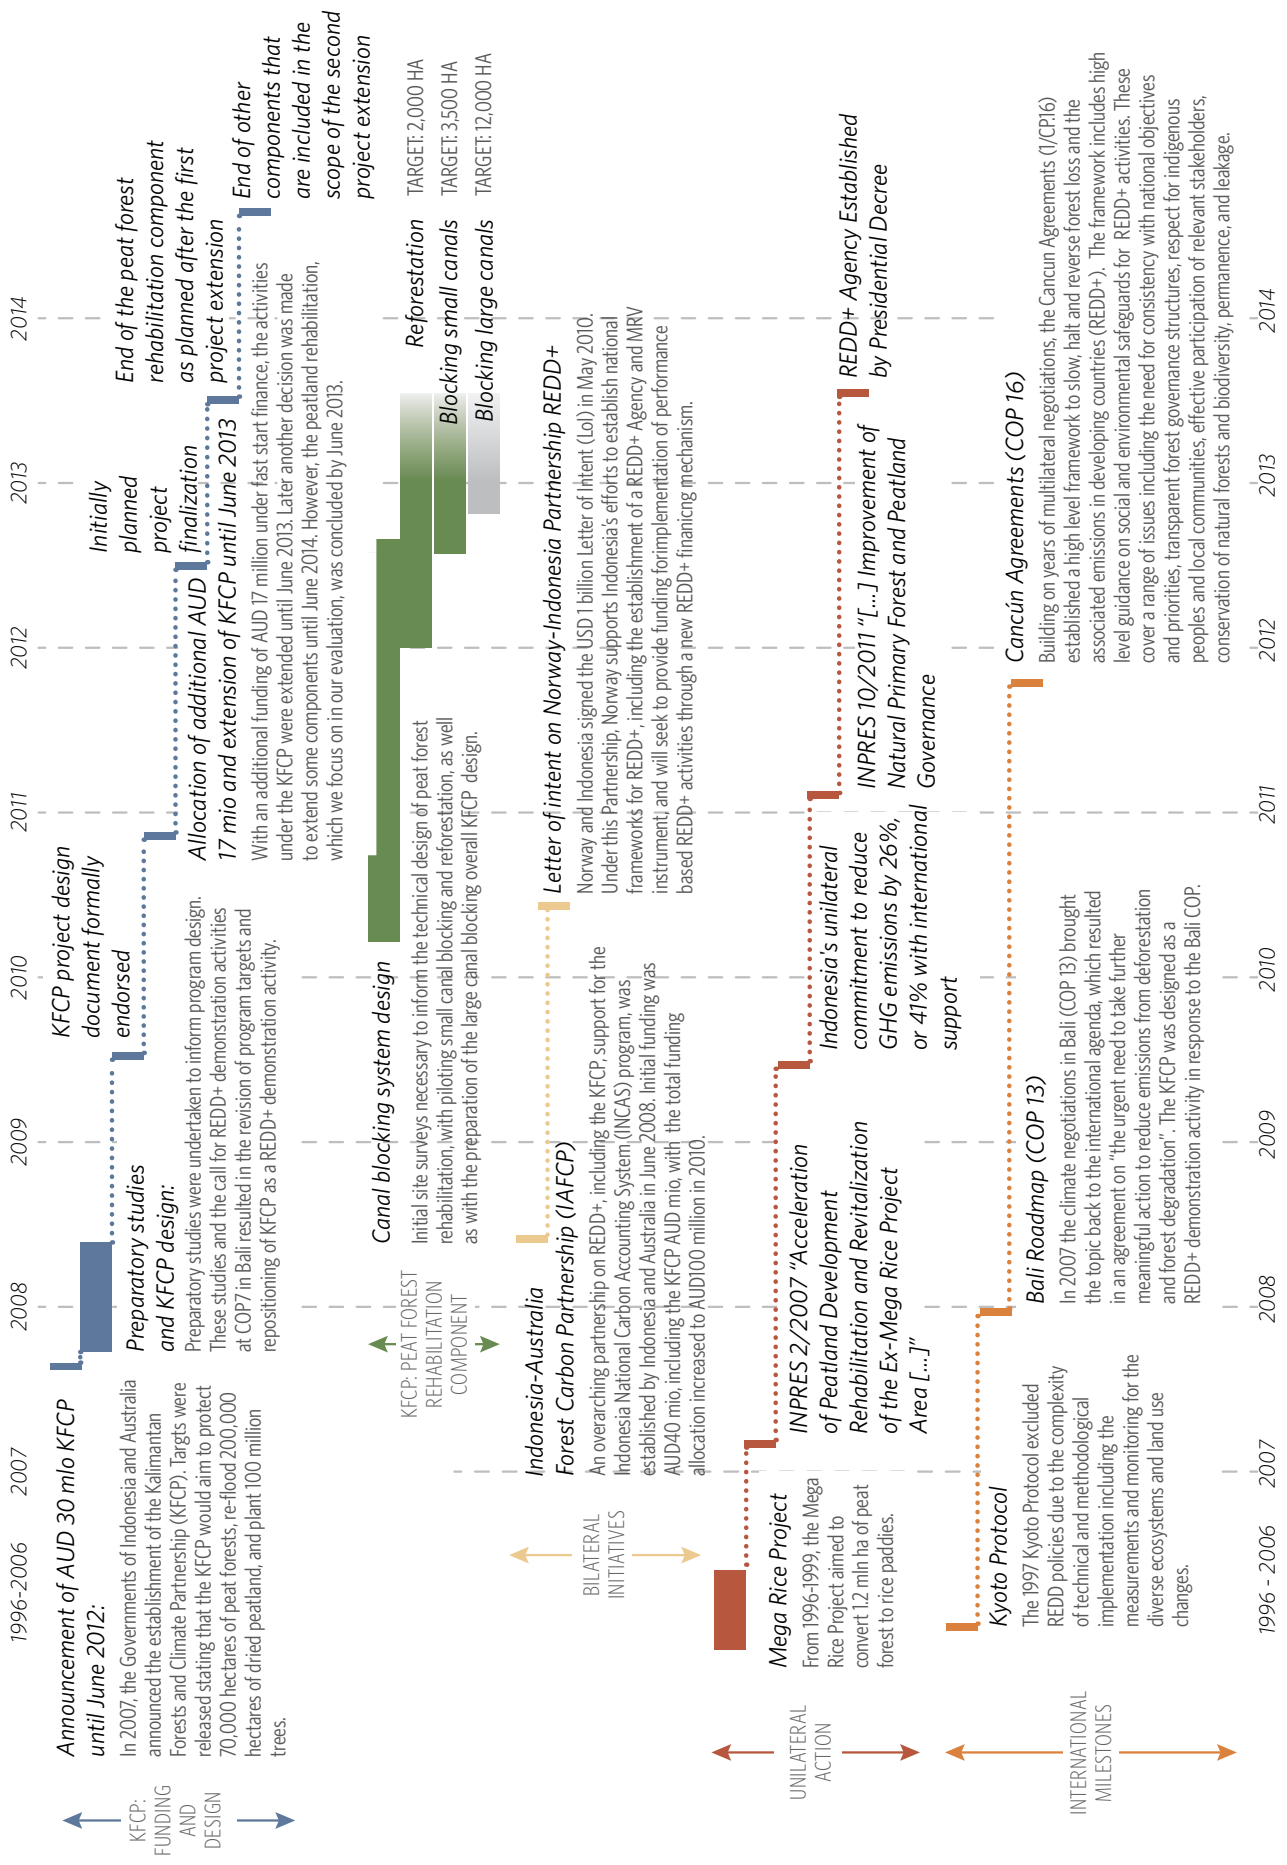 1996-2006
2007
2008
2009
2010
2011
2012
2013
2014
KFCP:
FUNDING
AND
DESIGN
Announcement of AUD 30 mIo KFCP
until June 2012:
In 2007, the Governments of Indonesia and Australia
announced the establishment of the Kalimantan
Forests and Climate Partnership (KFCP). Targts were
released stating that the KFCP would aim to protect
70,000 hectares of peat forests, re-flood 200,000
hectares of dried peatland, and plant 100 million
trees.
Preparatory studies
and KFCP design:
Preparatory studies were undertaken to inform program design.
These studies and the call for REDD+ demonstration activities
at COP7 in Bali resulted in the revision of program targets and
repositioning of KFCP as a REDD+ demonstration activity.
KFCP project design
document formally
endorsed
Allocation of additional AUD
17 mio and extension of KFCP until June 2013
With an additional funding of AUD 17 million under fast start finance, the activities
under the KFCP were extended until June 2013. Later another decision was made
to extend some components until June 2014. However, the peatland rehabilitation,
which we focus on in our evaluation, was concluded by June 2013.
Initially
planned
project
finalization
End of the peat forest
rehabilitation component
as planned after the first
project extension
End of other
components that
are included in the
scope of the second
project extension
KFCP: PEAT FOREST
REHABILITATION
COMPONENT
Canal blocking system design
Initial site surveys necessary to inform the technical design of peat forest
rehabilitation, with piloting small canal blocking and reforestation, as well
as with the preparation of the large canal blocking overall KFCP design.
Reforestation
TARGET: 2,000 HA
Blocking small canals
TARGET: 3,500 HA
Blocking large canals
TARGET: 12,000 HA
BILATERAL
INITIATIVES
Indonesia-Australia
Forest Carbon Partnership (IAFCP)
An overarching partnership on REDD+, including the KFCP, support for the
Indonesia National Carbon Accounting System (INCAS) program, was
established by Indonesia and Australia in June 2008. Initial funding was
AUD40 mio, including the KFCP AUD mio, with the total funding
allocation increased to AUD100 million in 2010.
Letter of intent on Norway-Indonesia Partnership REDD+
Norway and Indonesia signed the USD 1 billion Letter of Intent (LoI) in May 2010.
Under this Partnership, Norway supports Indonesia's efforts to establish national
frameworks for REDD+, including the establishment of a REDD+ Agency and MRV
instrument, and will seek to provide funding forimplementation of performance
based REDD+ activities through a new REDD+ finanicng mechanism.
UNILATERAL
ACTION
Mega Rice Project
From 1996-1999, the Mega
Rice Project aimed to
convert 1.2 mln ha of peat
forest to rice paddies.
INPRES 2/2007 "Acceleration
of Peatland Development
Rehabilitation and Revitalization
of the Ex-Mega Rice Project
Area [...]"
Indonesia's unilateral
commitment to reduce
GHG emissions by 26%,
or 41% with international
support
INPRES 10/2011 "[...] Improvement of
Natural Primary Forest and Peatland
Governance
REDD+ Agency Established
by Presidential Decree
INTERNATIONAL
MILESTONES
Kyoto Protocol
The 1997 Kyoto Protocol excluded
REDD policies due to the complexity
of technical and methodological
implementation including the
measurements and monitoring for the
diverse ecosystems and land use
changes.
Bali Roadmap (COP 13)
In 2007 the climate negotiations in Bali (COP 13) brought
the topic back to the international agenda, which resulted
in an agreement on "the urgent need to take further
meaningful action to reduce emissions from deforestation
and forest degradation". The KFCP was designed as a
REDD+ demonstration activity in response to the Bali COP.
Cancún Agreements (COP 16)
Building on years of multilateral negotiations, the Cancun Agreements (1/CP.16)
established a high level framework to slow, halt and reverse forest loss and the
associated emissions in developing countries (REDD+). The framework includes high
level guidance on social and environmental safeguards for REDD+ activities. These
cover a range of issues including the need for consistency with national objectives
and priorities, transparent forest governance structures, respect for indigenous
peoples and local communities, effective participation of relevant stakeholders,
conservation of natural forests and biodiversity, permanence, and leakage.
1996 - 2006
2007
2008
2009
2010
2011
2012
2013
2014